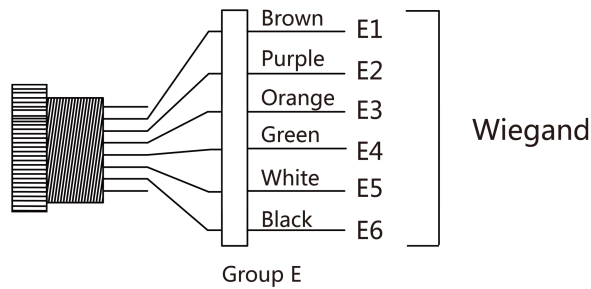 Brown E1
Purple E2
Orange E3
Green E4
White E5
Black E6
Wiegand
Group E